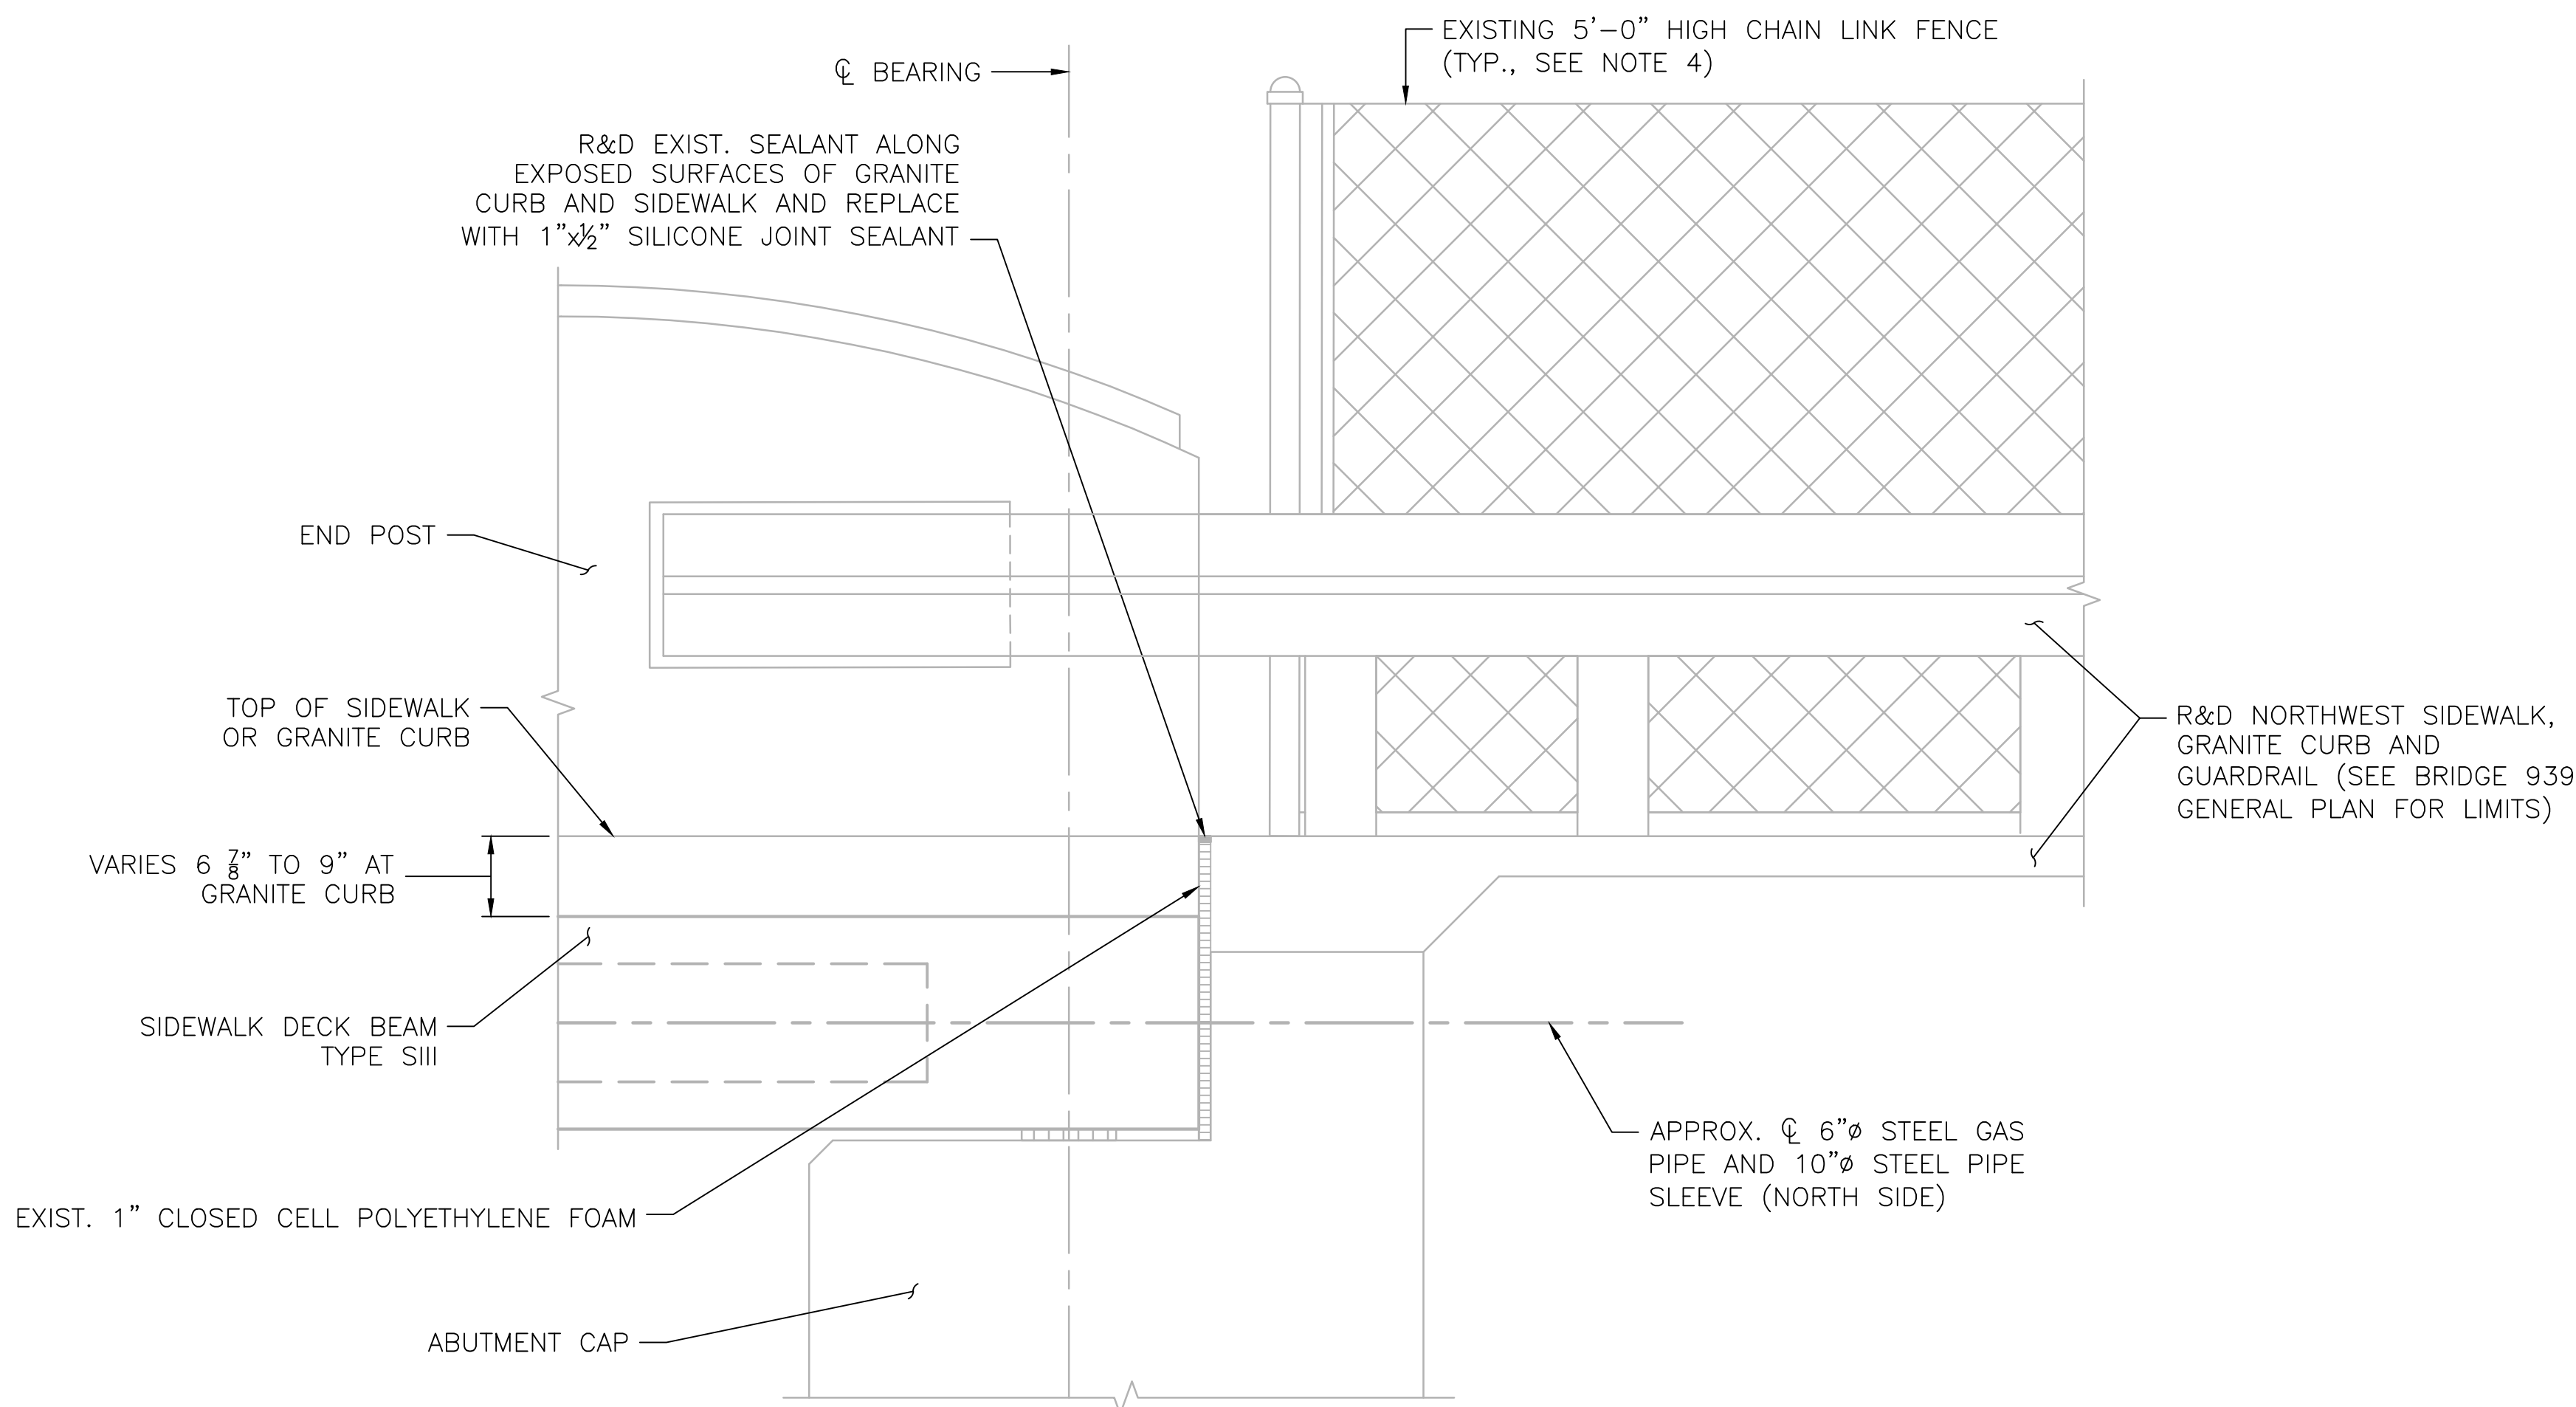 EXISTING 5'-0" HIGH CHAIN LINK FENCE
(TYP., SEE NOTE 4)
℄ BEARING
R&D EXIST. SEALANT ALONG
EXPOSED SURFACES OF GRANITE
CURB AND SIDEWALK AND REPLACE
WITH 1"x½" SILICONE JOINT SEALANT
END POST
TOP OF SIDEWALK
OR GRANITE CURB
R&D NORTHWEST SIDEWALK,
GRANITE CURB AND
GUARDRAIL (SEE BRIDGE 939
GENERAL PLAN FOR LIMITS)
VARIES 6 ⅞" TO 9" AT
GRANITE CURB
SIDEWALK DECK BEAM
TYPE SIII
APPROX. ℄ 6"ø STEEL GAS
PIPE AND 10"ø STEEL PIPE
SLEEVE (NORTH SIDE)
EXIST. 1" CLOSED CELL POLYETHYLENE FOAM
ABUTMENT CAP